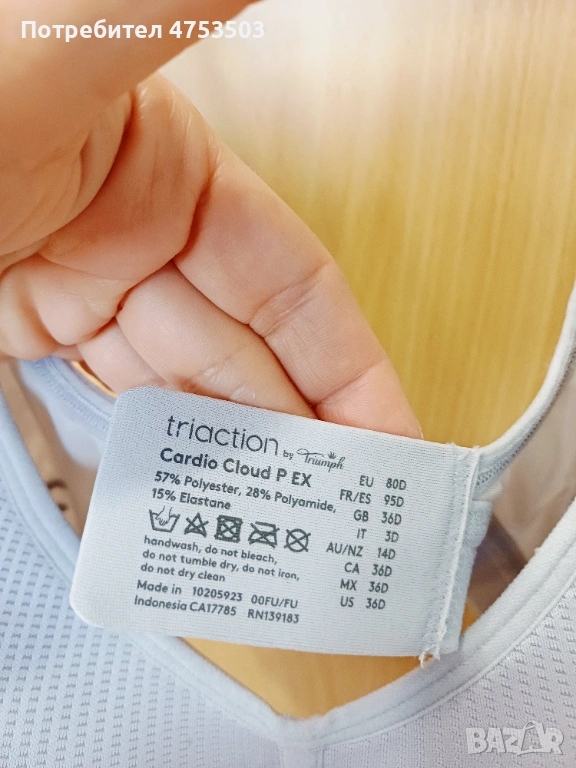 Потребител 4753503
triaction by Triumph
Cardio Cloud P EX
57% Polyester, 28% Polyamide,
15% Elastane
handwash, do not bleach,
do not tumble dry, do not iron,
do not dry clean
Made in 10205923 00FU/FU
Indonesia CA17785 RN139183
EU 80D
FR/ES 95D
GB 36D
IT 3D
AU/NZ 14D
CA 36D
MX 36D
US 36D
BAZAR